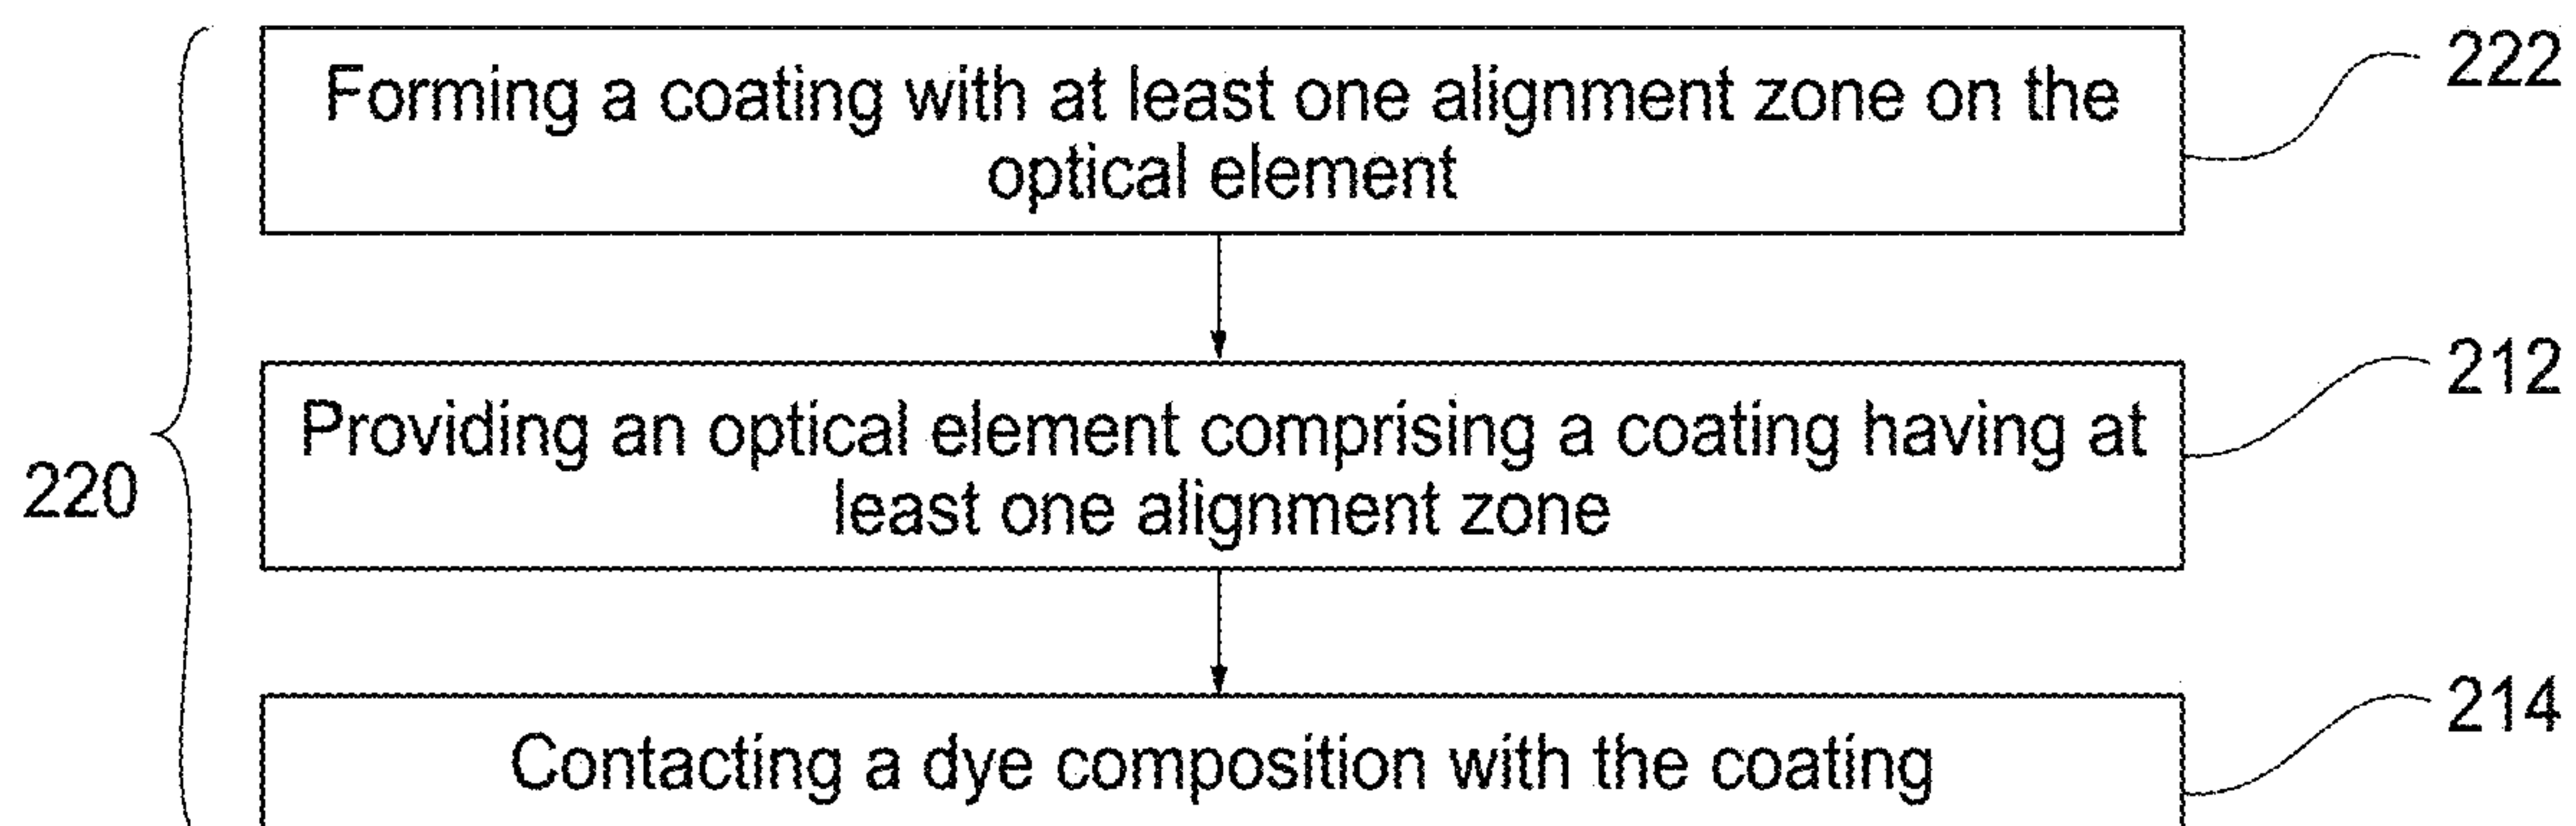 Forming a coating with at least one alignment zone on the
optical element
222
Providing an optical element comprising a coating having at
least one alignment zone
212
220
Contacting a dye composition with the coating
214